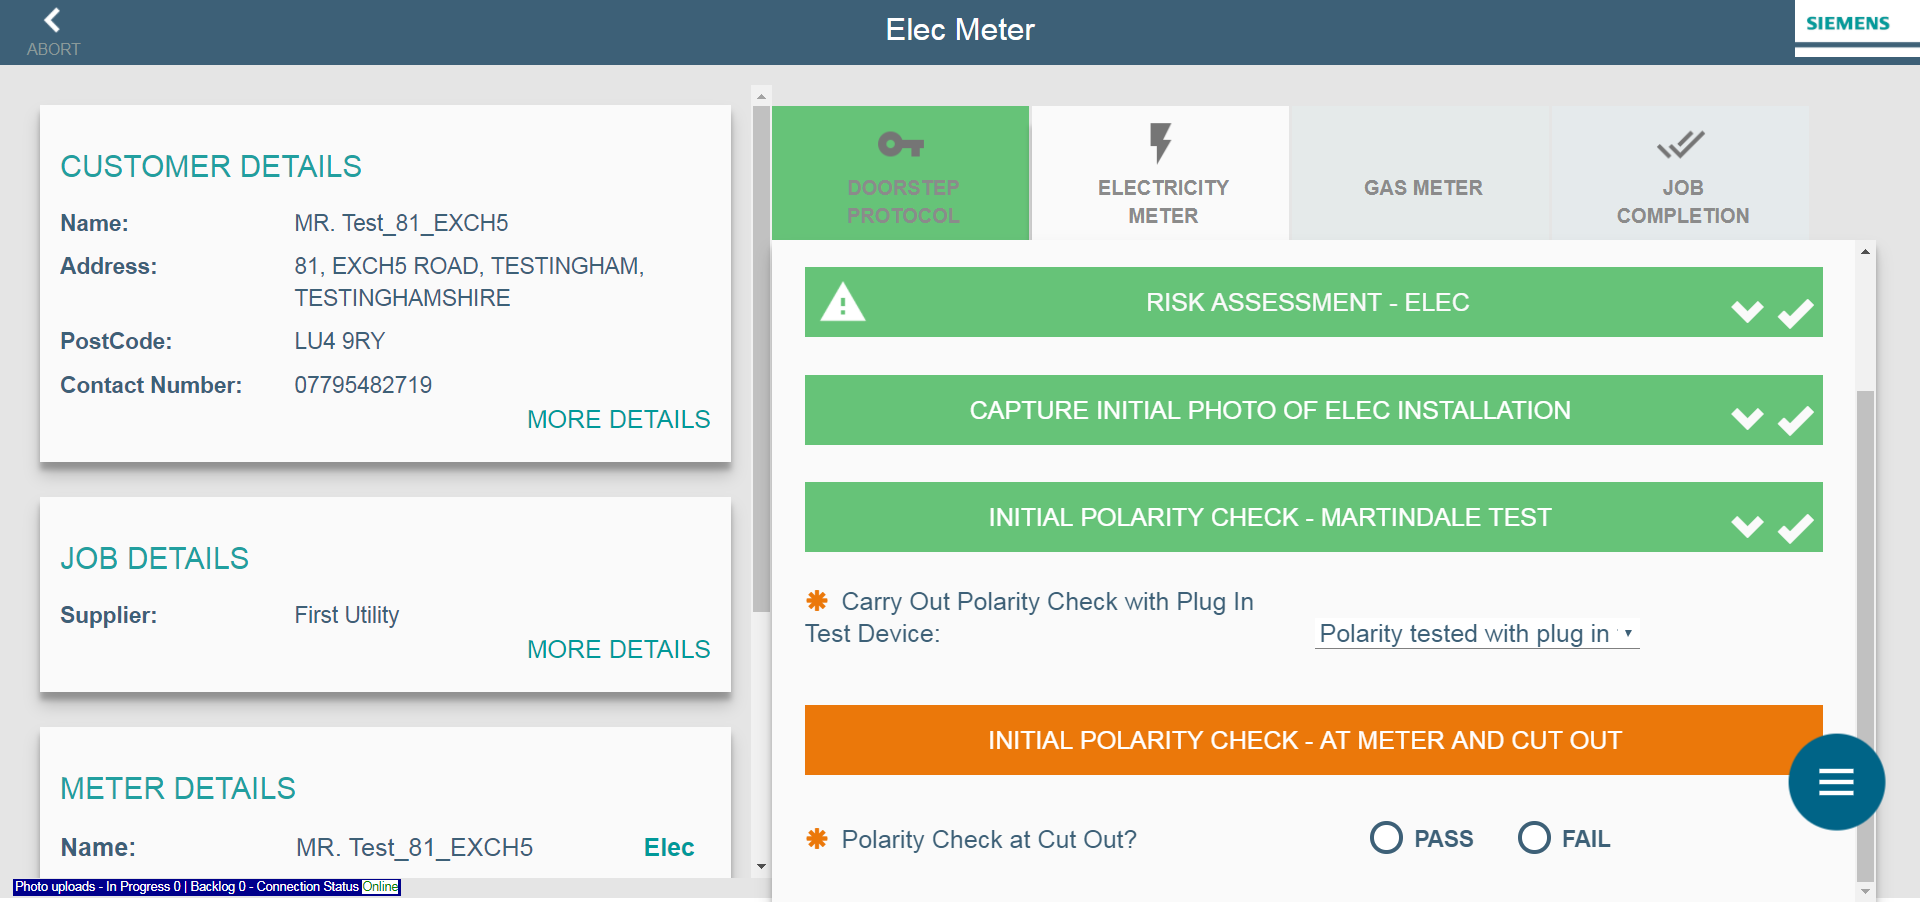 ABORT
Elec Meter
SIEMENS
CUSTOMER DETAILS
Name: MR. Test_81_EXCH5
Address: 81, EXCH5 ROAD, TESTINGHAM,
TESTINGHAMSHIRE
PostCode: LU4 9RY
Contact Number: 07795482719
MORE DETAILS
JOB DETAILS
Supplier: First Utility
MORE DETAILS
METER DETAILS
Name: MR. Test_81_EXCH5 Elec
Photo uploads - In Progress 0 | Backlog 0 - Connection Status Online
DOORSTEP
PROTOCOL
ELECTRICITY
METER
GAS METER
JOB
COMPLETION
RISK ASSESSMENT - ELEC
CAPTURE INITIAL PHOTO OF ELEC INSTALLATION
INITIAL POLARITY CHECK - MARTINDALE TEST
✱ Carry Out Polarity Check with Plug In
Test Device: Polarity tested with plug in
INITIAL POLARITY CHECK - AT METER AND CUT OUT
✱ Polarity Check at Cut Out? PASS FAIL